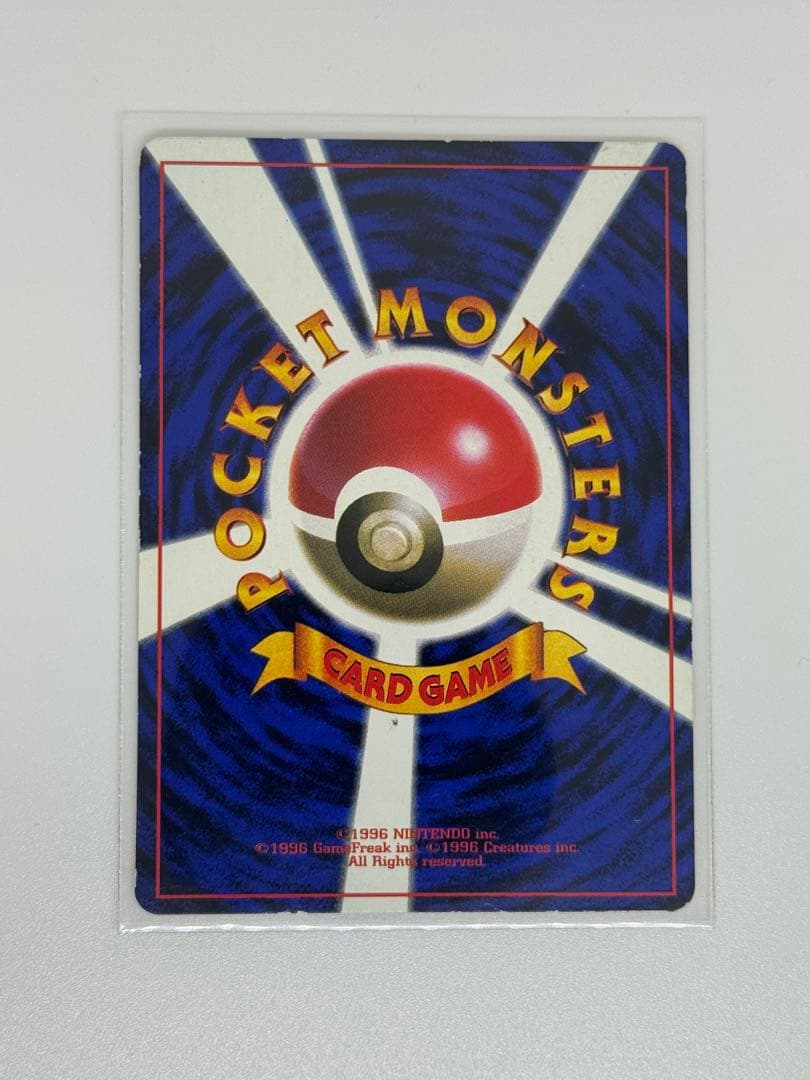 POCKET MONSTERS
CARD GAME
©1996 NINTENDO inc.
©1996 GameFreak inc. ©1996 Creatures inc.
All Rights reserved.